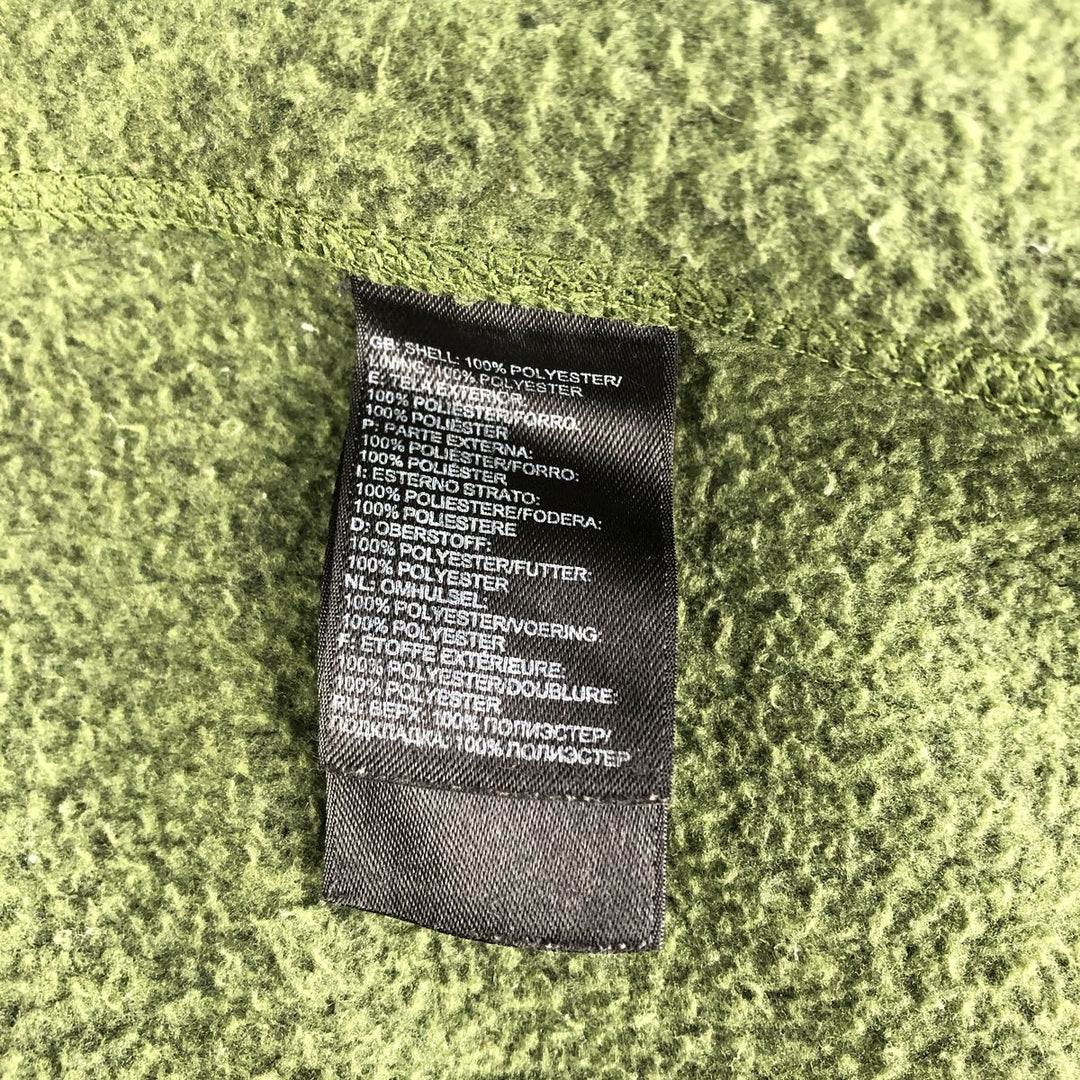 GB: SHELL: 100% POLYESTER/
LINING: 100% POLYESTER
E: TELA EXTERIOR.
100% POLIÉSTER/FORRO.
100% POLIÉSTER
P: PARTE EXTERNA:
100% POLIÉSTER/FORRO:
100% POLIÉSTER
I: ESTERNO STRATO:
100% POLIESTERE/FODERA:
100% POLIESTERE
D: OBERSTOFF:
100% POLYESTER/FUTTER:
100% POLYESTER
NL: OMHULSEL.
100% POLYESTER/VOERING:
100% POLYESTER
F: ÉTOFFE EXTÉRIEURE:
100% POLYESTER/DOUBLURE:
100% POLYESTER
RU: ВЕРХ. 100% ПОЛИЭСТЕР/
ПОДКЛАДКА. 100% ПОЛИЭСТЕР